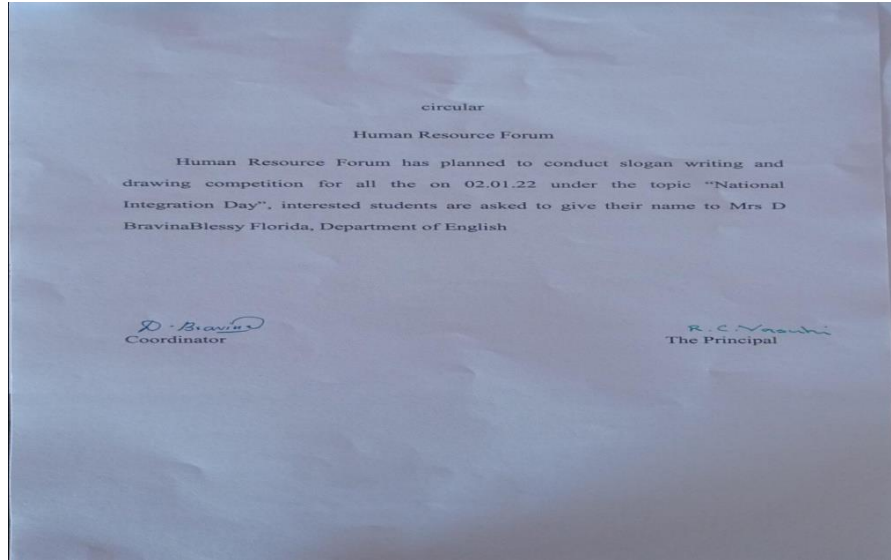 circular
Human Resource Forum
Human Resource Forum has planned to conduct slogan writing and
drawing competition for all the on 02.01.22 under the topic “National
Integration Day”, interested students are asked to give their name to Mrs D
BravinaBlessy Florida, Department of English
D. Bravina
Coordinator
R. C. Vasuhi
The Principal